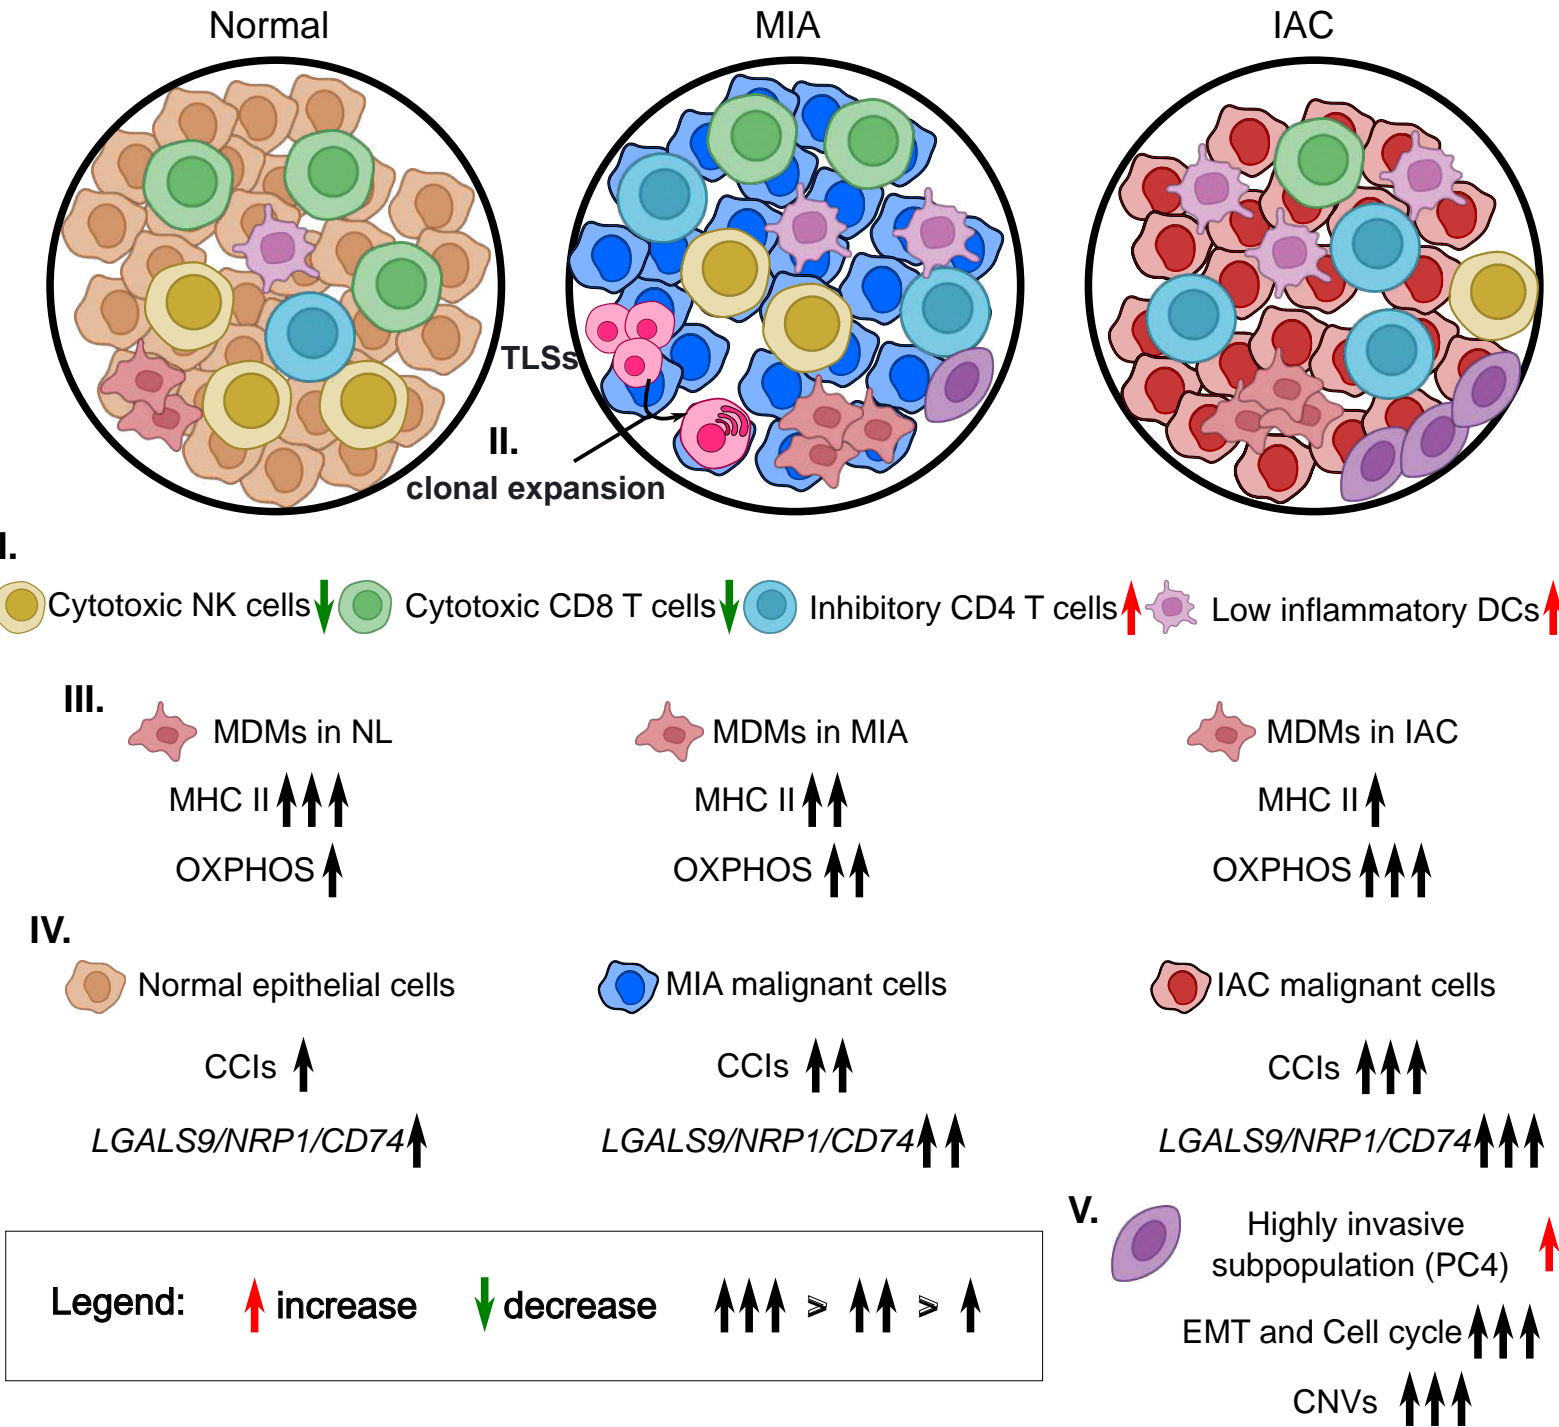 Normal
MIA
IAC
TLSs
II.
clonal expansion
I.
Cytotoxic NK cells
Cytotoxic CD8 T cells
Inhibitory CD4 T cells
Low inflammatory DCs
III.
MDMs in NL
MDMs in MIA
MDMs in IAC
MHC II
MHC II
MHC II
OXPHOS
OXPHOS
OXPHOS
IV.
Normal epithelial cells
MIA malignant cells
IAC malignant cells
CCIs
CCIs
CCIs
LGALS9/NRP1/CD74
LGALS9/NRP1/CD74
LGALS9/NRP1/CD74
V.
Highly invasive
subpopulation (PC4)
EMT and Cell cycle
CNVs
Legend: increase decrease > >